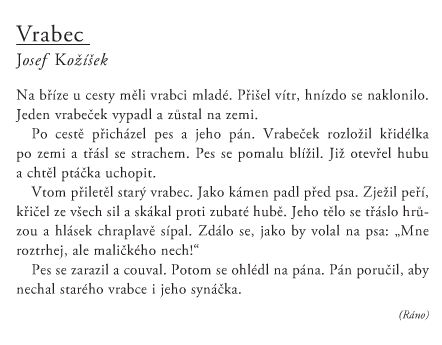 Vrabec
Josef Kožíšek
Na bříze u cesty měli vrabci mladé. Přišel vítr, hnízdo se naklonilo.
Jeden vrabeček vypadl a zůstal na zemi.
Po cestě přicházel pes a jeho pán. Vrabeček rozložil křidélka
po zemi a třásl se strachem. Pes se pomalu blížil. Již otevřel hubu
a chtěl ptáčka uchopit.
Vtom přiletěl starý vrabec. Jako kámen padl před psa. Zježil peří,
křičel ze všech sil a skákal proti zubaté hubě. Jeho tělo se třáslo hrů-
zou a hlásek chraplavě sípal. Zdálo se, jako by volal na psa: „Mne
roztrhej, ale maličkého nech!“
Pes se zarazil a couval. Potom se ohlédl na pána. Pán poručil, aby
nechal starého vrabce i jeho synáčka.
(Ráno)